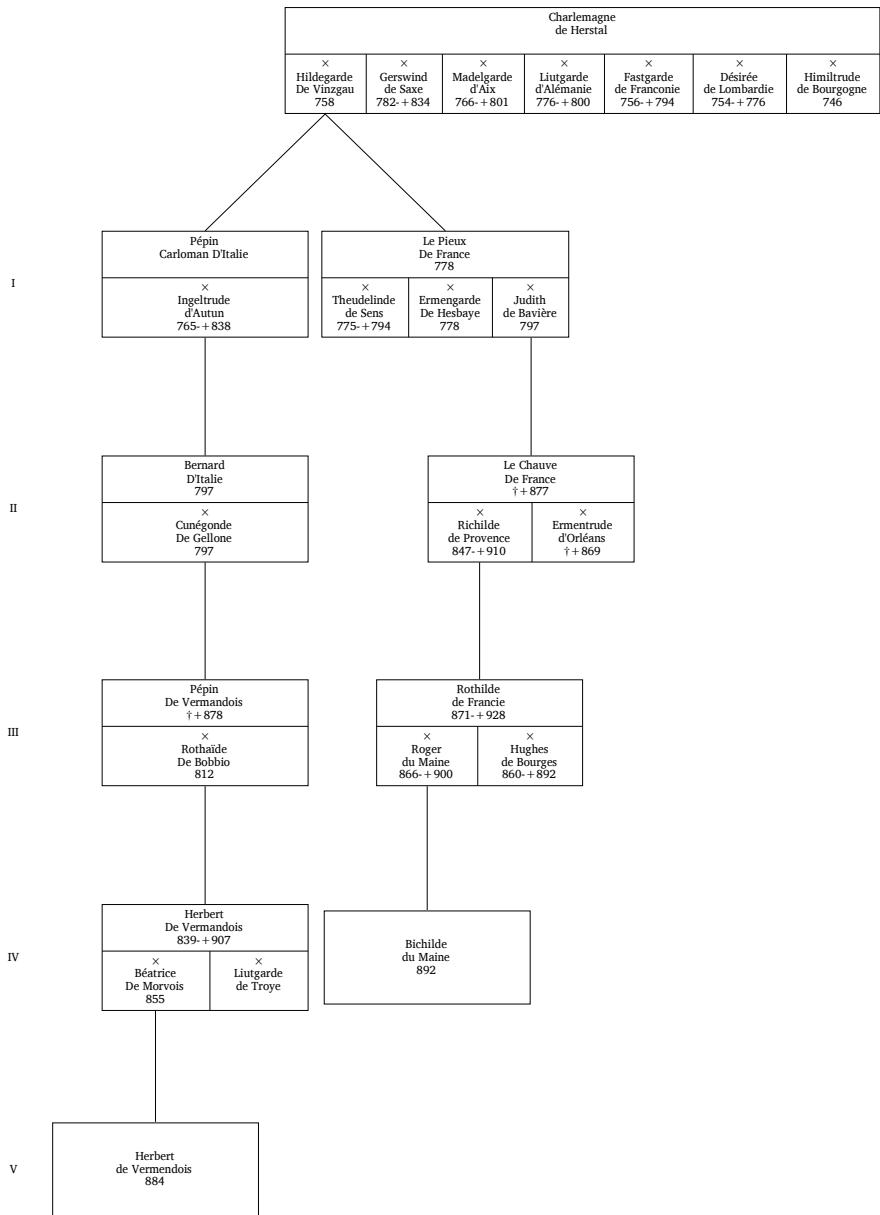 Charlemagne
de Herstal
×
Hildegarde
De Vinzgau
758
×
Gerswind
de Saxe
782-+834
×
Madelgarde
d'Aix
766-+801
×
Liutgarde
d'Alémanie
776-+800
×
Fastgarde
de Franconie
756-+794
×
Désirée
de Lombardie
754-+776
×
Himiltrude
de Bourgogne
746
I
Pépin
Carloman D'Italie
×
Ingeltrude
d'Autun
765-+838
Le Pieux
De France
778
×
Theudelinde
de Sens
775-+794
×
Ermengarde
De Hesbaye
778
×
Judith
de Bavière
797
II
Bernard
D'Italie
797
×
Cunégonde
De Gellone
797
Le Chauve
De France
†+877
×
Richilde
de Provence
847-+910
×
Ermentrude
d'Orléans
†+869
III
Pépin
De Vermandois
†+878
×
Rothaïde
De Bobbio
812
Rothilde
de Francie
871-+928
×
Roger
du Maine
866-+900
×
Hughes
de Bourges
860-+892
IV
Herbert
De Vermandois
839-+907
×
Béatrice
De Morvois
855
×
Liutgarde
de Troye
Bichilde
du Maine
892
V
Herbert
de Vermendois
884